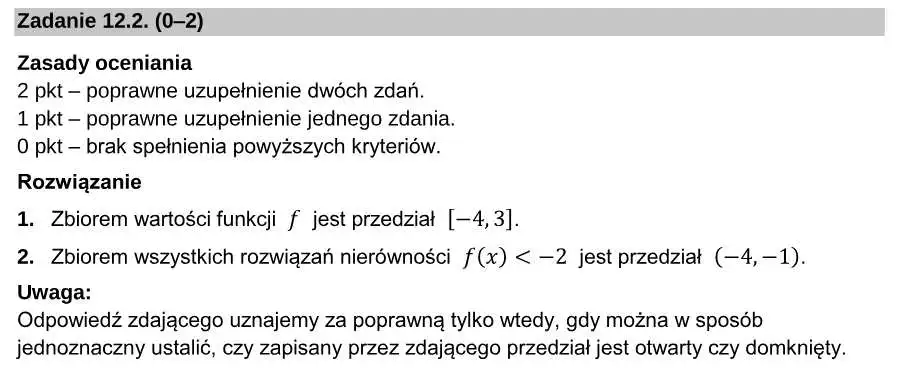 Zadanie 12.2. (0–2)
Zasady oceniania
2 pkt – poprawne uzupełnienie dwóch zdań.
1 pkt – poprawne uzupełnienie jednego zdania.
0 pkt – brak spełnienia powyższych kryteriów.
Rozwiązanie
1. Zbiorem wartości funkcji f jest przedział [−4, 3].
2. Zbiorem wszystkich rozwiązań nierówności f(x) < −2 jest przedział (−4, −1).
Uwaga:
Odpowiedź zdającego uznajemy za poprawną tylko wtedy, gdy można w sposób
jednoznaczny ustalić, czy zapisany przez zdającego przedział jest otwarty czy domknięty.